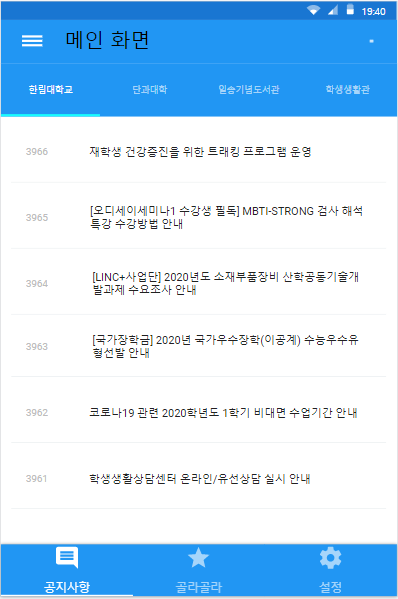 19:40
메인 화면
한림대학교 단과대학 일송기념도서관 학생생활관
3966 재학생 건강증진을 위한 트래킹 프로그램 운영
3965 [오디세이세미나1 수강생 필독] MBTI-STRONG 검사 해석
특강 수강방법 안내
3964 [LINC+사업단] 2020년도 소재부품장비 산학공동기술개
발과제 수요조사 안내
3963 [국가장학금] 2020년 국가우수장학(이공계) 수능우수유
형선발 안내
3962 코로나19 관련 2020학년도 1학기 비대면 수업기간 안내
3961 학생생활상담센터 온라인/유선상담 실시 안내
공지사항 골라골라 설정